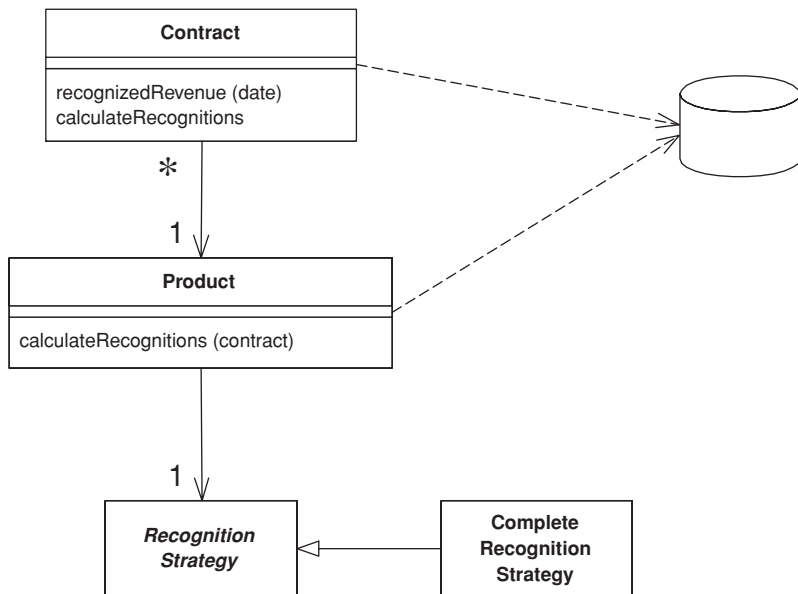 Contract
recognizedRevenue (date)
calculateRecognitions
*
1
Product
calculateRecognitions (contract)
1
Recognition
Strategy
Complete
Recognition
Strategy